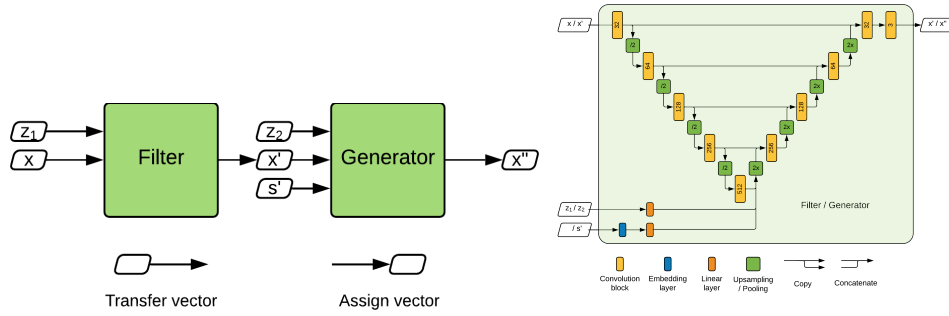 z1
x
Filter
z2
x'
s'
Generator
x''
Transfer vector
Assign vector
x / x'
32
/2
64
/2
128
/2
256
/2
512
2x
256
2x
128
2x
64
2x
32
3
x' / x''
z1 / z2
/ s'
Filter / Generator
Convolution
block
Embedding
layer
Linear
layer
Upsampling
/ Pooling
Copy
Concatenate